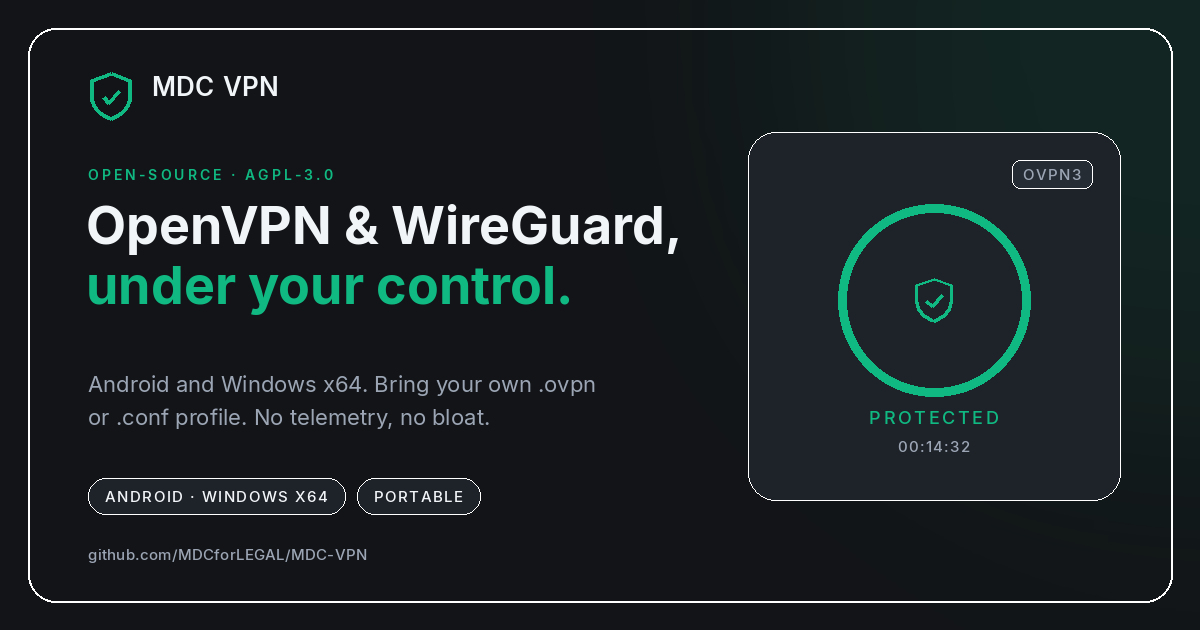 MDC VPN
OPEN-SOURCE · AGPL-3.0
OpenVPN & WireGuard,
under your control.
Android and Windows x64. Bring your own .ovpn
or .conf profile. No telemetry, no bloat.
ANDROID · WINDOWS X64
PORTABLE
github.com/MDCforLEGAL/MDC-VPN
OVPN3
PROTECTED
00:14:32